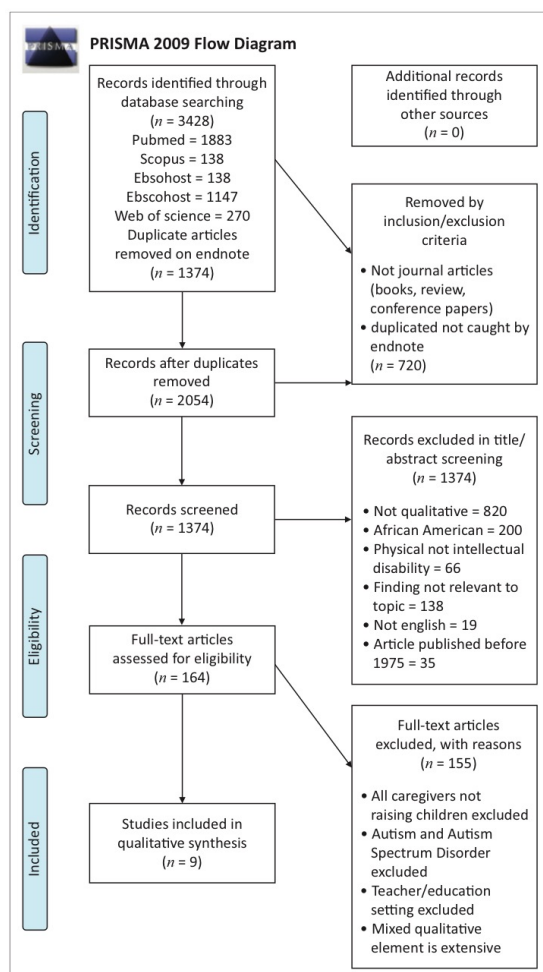 PRISMA
PRISMA 2009 Flow Diagram
Identification
Records identified through
database searching
(n = 3428)
Pubmed = 1883
Scopus = 138
Ebsohost = 138
Ebscohost = 1147
Web of science = 270
Duplicate articles
removed on endnote
(n = 1374)
Additional records
identified through
other sources
(n = 0)
Removed by
inclusion/exclusion
criteria
• Not journal articles
(books, review,
conference papers)
• duplicated not caught by
endnote
(n = 720)
Screening
Records after duplicates
removed
(n = 2054)
Records screened
(n = 1374)
Records excluded in title/
abstract screening
(n = 1374)
• Not qualitative = 820
• African American = 200
• Physical not intellectual
disability = 66
• Finding not relevant to
topic = 138
• Not english = 19
• Article published before
1975 = 35
Eligibility
Full-text articles
assessed for eligibility
(n = 164)
Full-text articles
excluded, with reasons
(n = 155)
• All caregivers not
raising children excluded
• Autism and Autism
Spectrum Disorder
excluded
• Teacher/education
setting excluded
• Mixed qualitative
element is extensive
Included
Studies included in
qualitative synthesis
(n = 9)